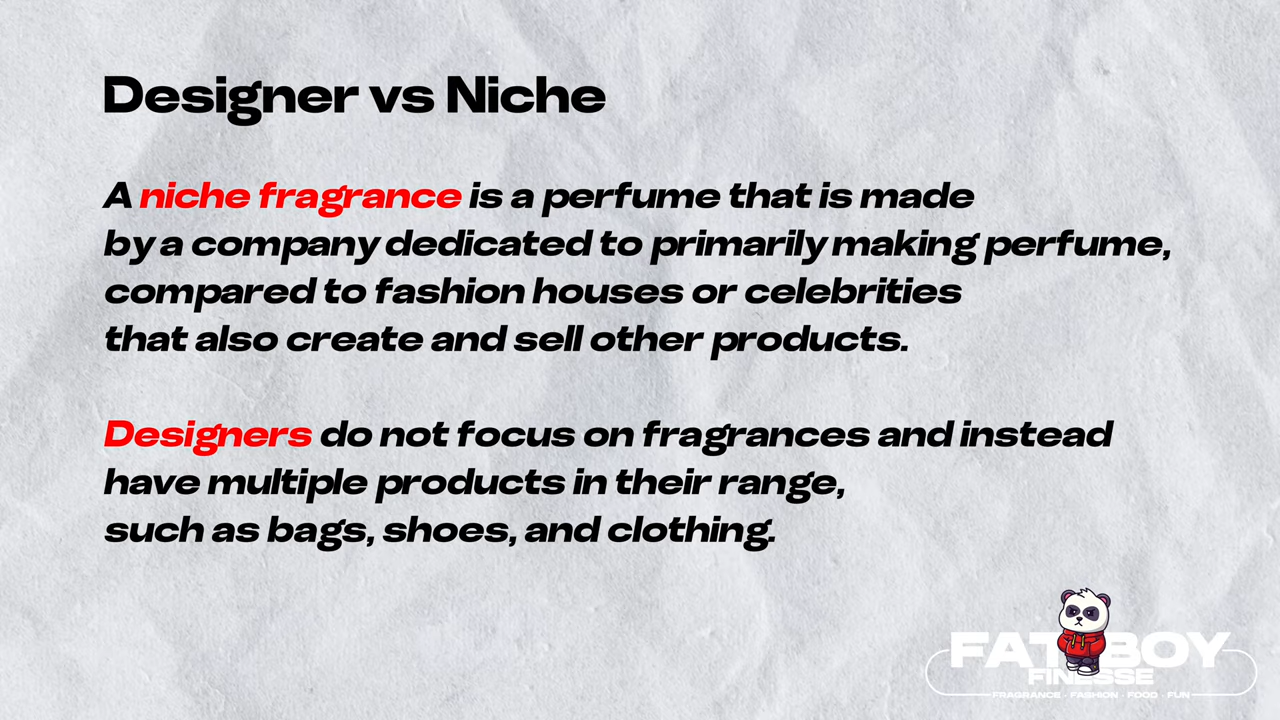 Designer vs Niche
A niche fragrance is a perfume that is made
by a company dedicated to primarily making perfume,
compared to fashion houses or celebrities
that also create and sell other products.
Designers do not focus on fragrances and instead
have multiple products in their range,
such as bags, shoes, and clothing.
FAT BOY
FINESSE
FRAGRANCE · FASHION · FOOD · FUN